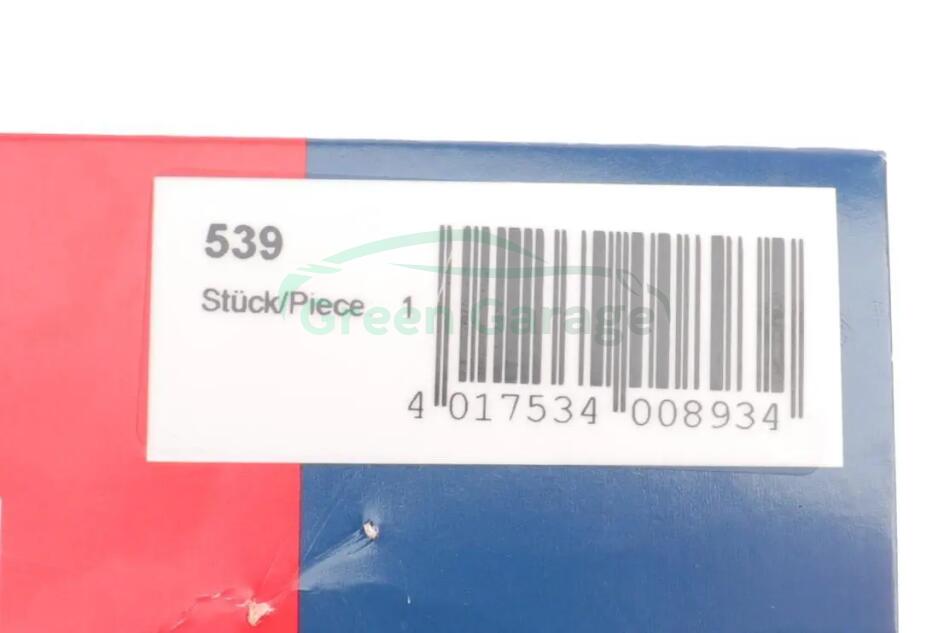 539
Stück/Piece 1
Green Garage
4 017534 008934